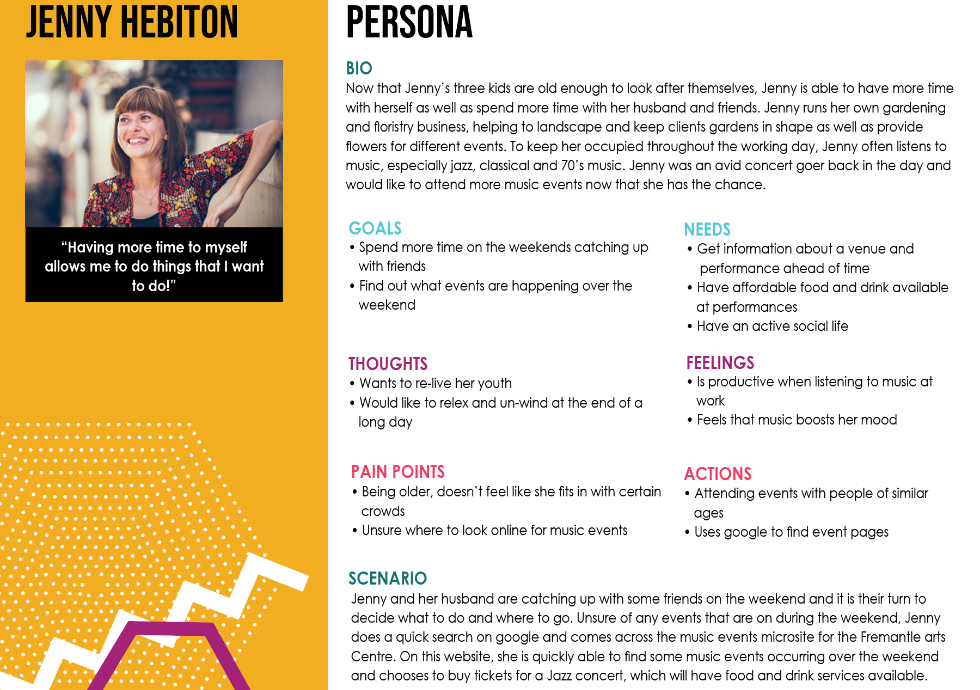 JENNY HEBITON
“Having more time to myself
allows me to do things that I want
to do!”
PERSONA
BIO
Now that Jenny’s three kids are old enough to look after themselves, Jenny is able to have more time
with herself as well as spend more time with her husband and friends. Jenny runs her own gardening
and floristry business, helping to landscape and keep clients gardens in shape as well as provide
flowers for different events. To keep her occupied throughout the working day, Jenny often listens to
music, especially jazz, classical and 70’s music. Jenny was an avid concert goer back in the day and
would like to attend more music events now that she has the chance.
GOALS
• Spend more time on the weekends catching up
with friends
• Find out what events are happening over the
weekend
NEEDS
• Get information about a venue and
performance ahead of time
• Have affordable food and drink available
at performances
• Have an active social life
THOUGHTS
• Wants to re-live her youth
• Would like to relex and un-wind at the end of a
long day
FEELINGS
• Is productive when listening to music at
work
• Feels that music boosts her mood
PAIN POINTS
• Being older, doesn’t feel like she fits in with certain
crowds
• Unsure where to look online for music events
ACTIONS
• Attending events with people of similar
ages
• Uses google to find event pages
SCENARIO
Jenny and her husband are catching up with some friends on the weekend and it is their turn to
decide what to do and where to go. Unsure of any events that are on during the weekend, Jenny
does a quick search on google and comes across the music events microsite for the Fremantle arts
Centre. On this website, she is quickly able to find some music events occurring over the weekend
and chooses to buy tickets for a Jazz concert, which will have food and drink services available.